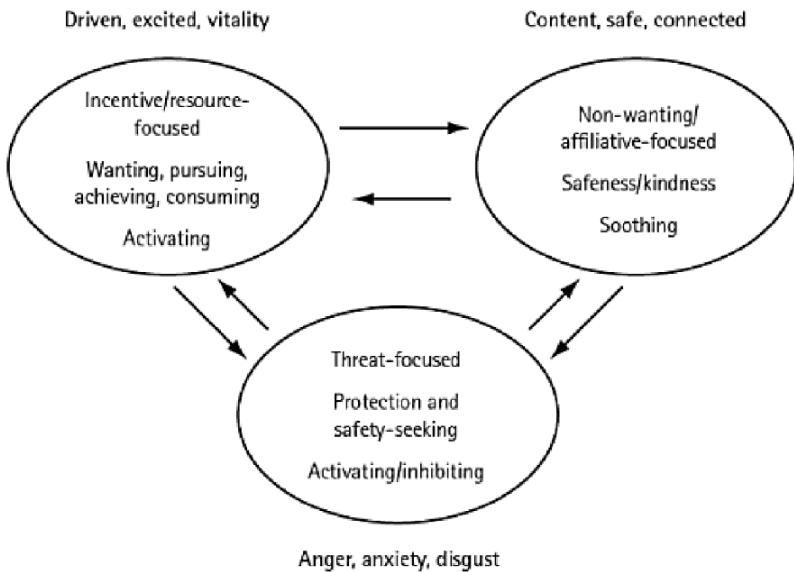 Driven, excited, vitality
Incentive/resource-
focused
Wanting, pursuing,
achieving, consuming
Activating
Content, safe, connected
Non-wanting/
affiliative-focused
Safeness/kindness
Soothing
Threat-focused
Protection and
safety-seeking
Activating/inhibiting
Anger, anxiety, disgust